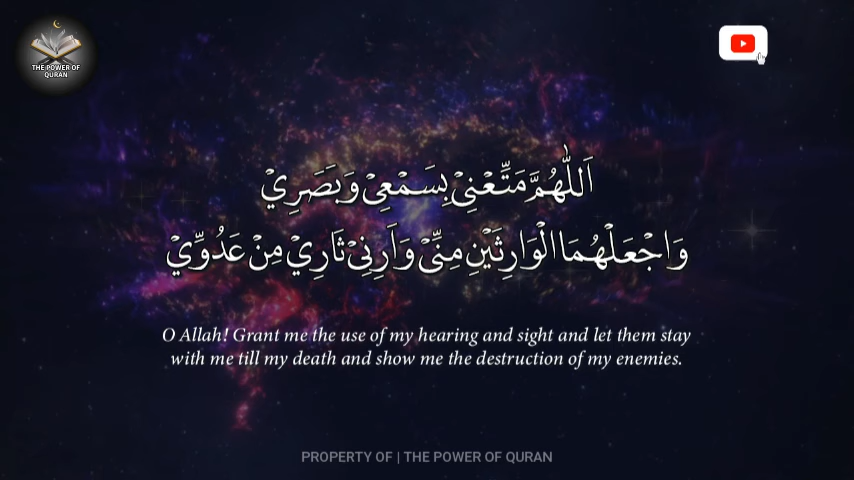 THE POWER OF
QURAN
اَللّٰهُمَّ مَتِّعْنِيْ بِسَمْعِيْ وَبَصَرِيْ
وَاجْعَلْهُمَا الْوَارِثَيْنِ مِنِّيْ وَاَرِنِيْ ثَارِيْ مِنْ عَدُوِّيْ
O Allah! Grant me the use of my hearing and sight and let them stay
with me till my death and show me the destruction of my enemies.
PROPERTY OF | THE POWER OF QURAN